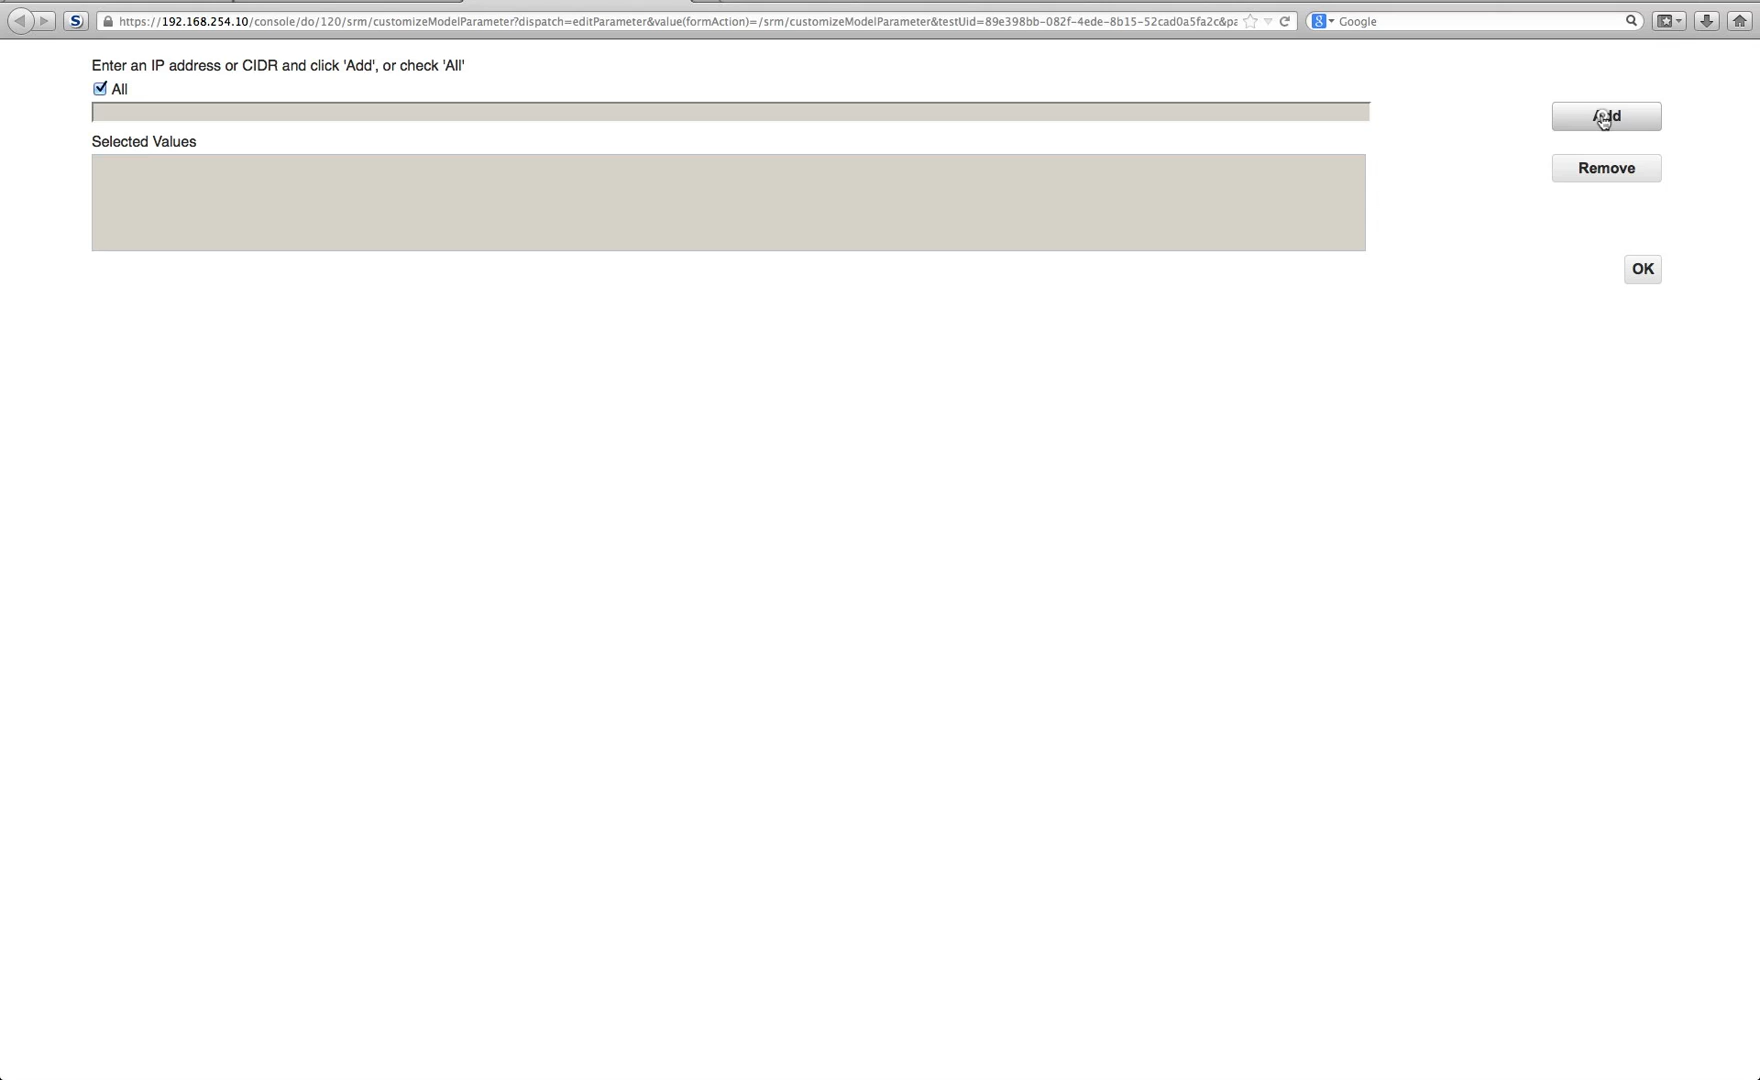 https://192.168.254.10/console/do/120/srm/customizeModelParameter?dispatch=editParameter&value(formAction)=/srm/customizeModelParameter&testUid=89e398bb-082f-4ede-8b15-52cad0a5fa2c&pa
Google
Enter an IP address or CIDR and click 'Add', or check 'All'
All
Add
Selected Values
Remove
OK